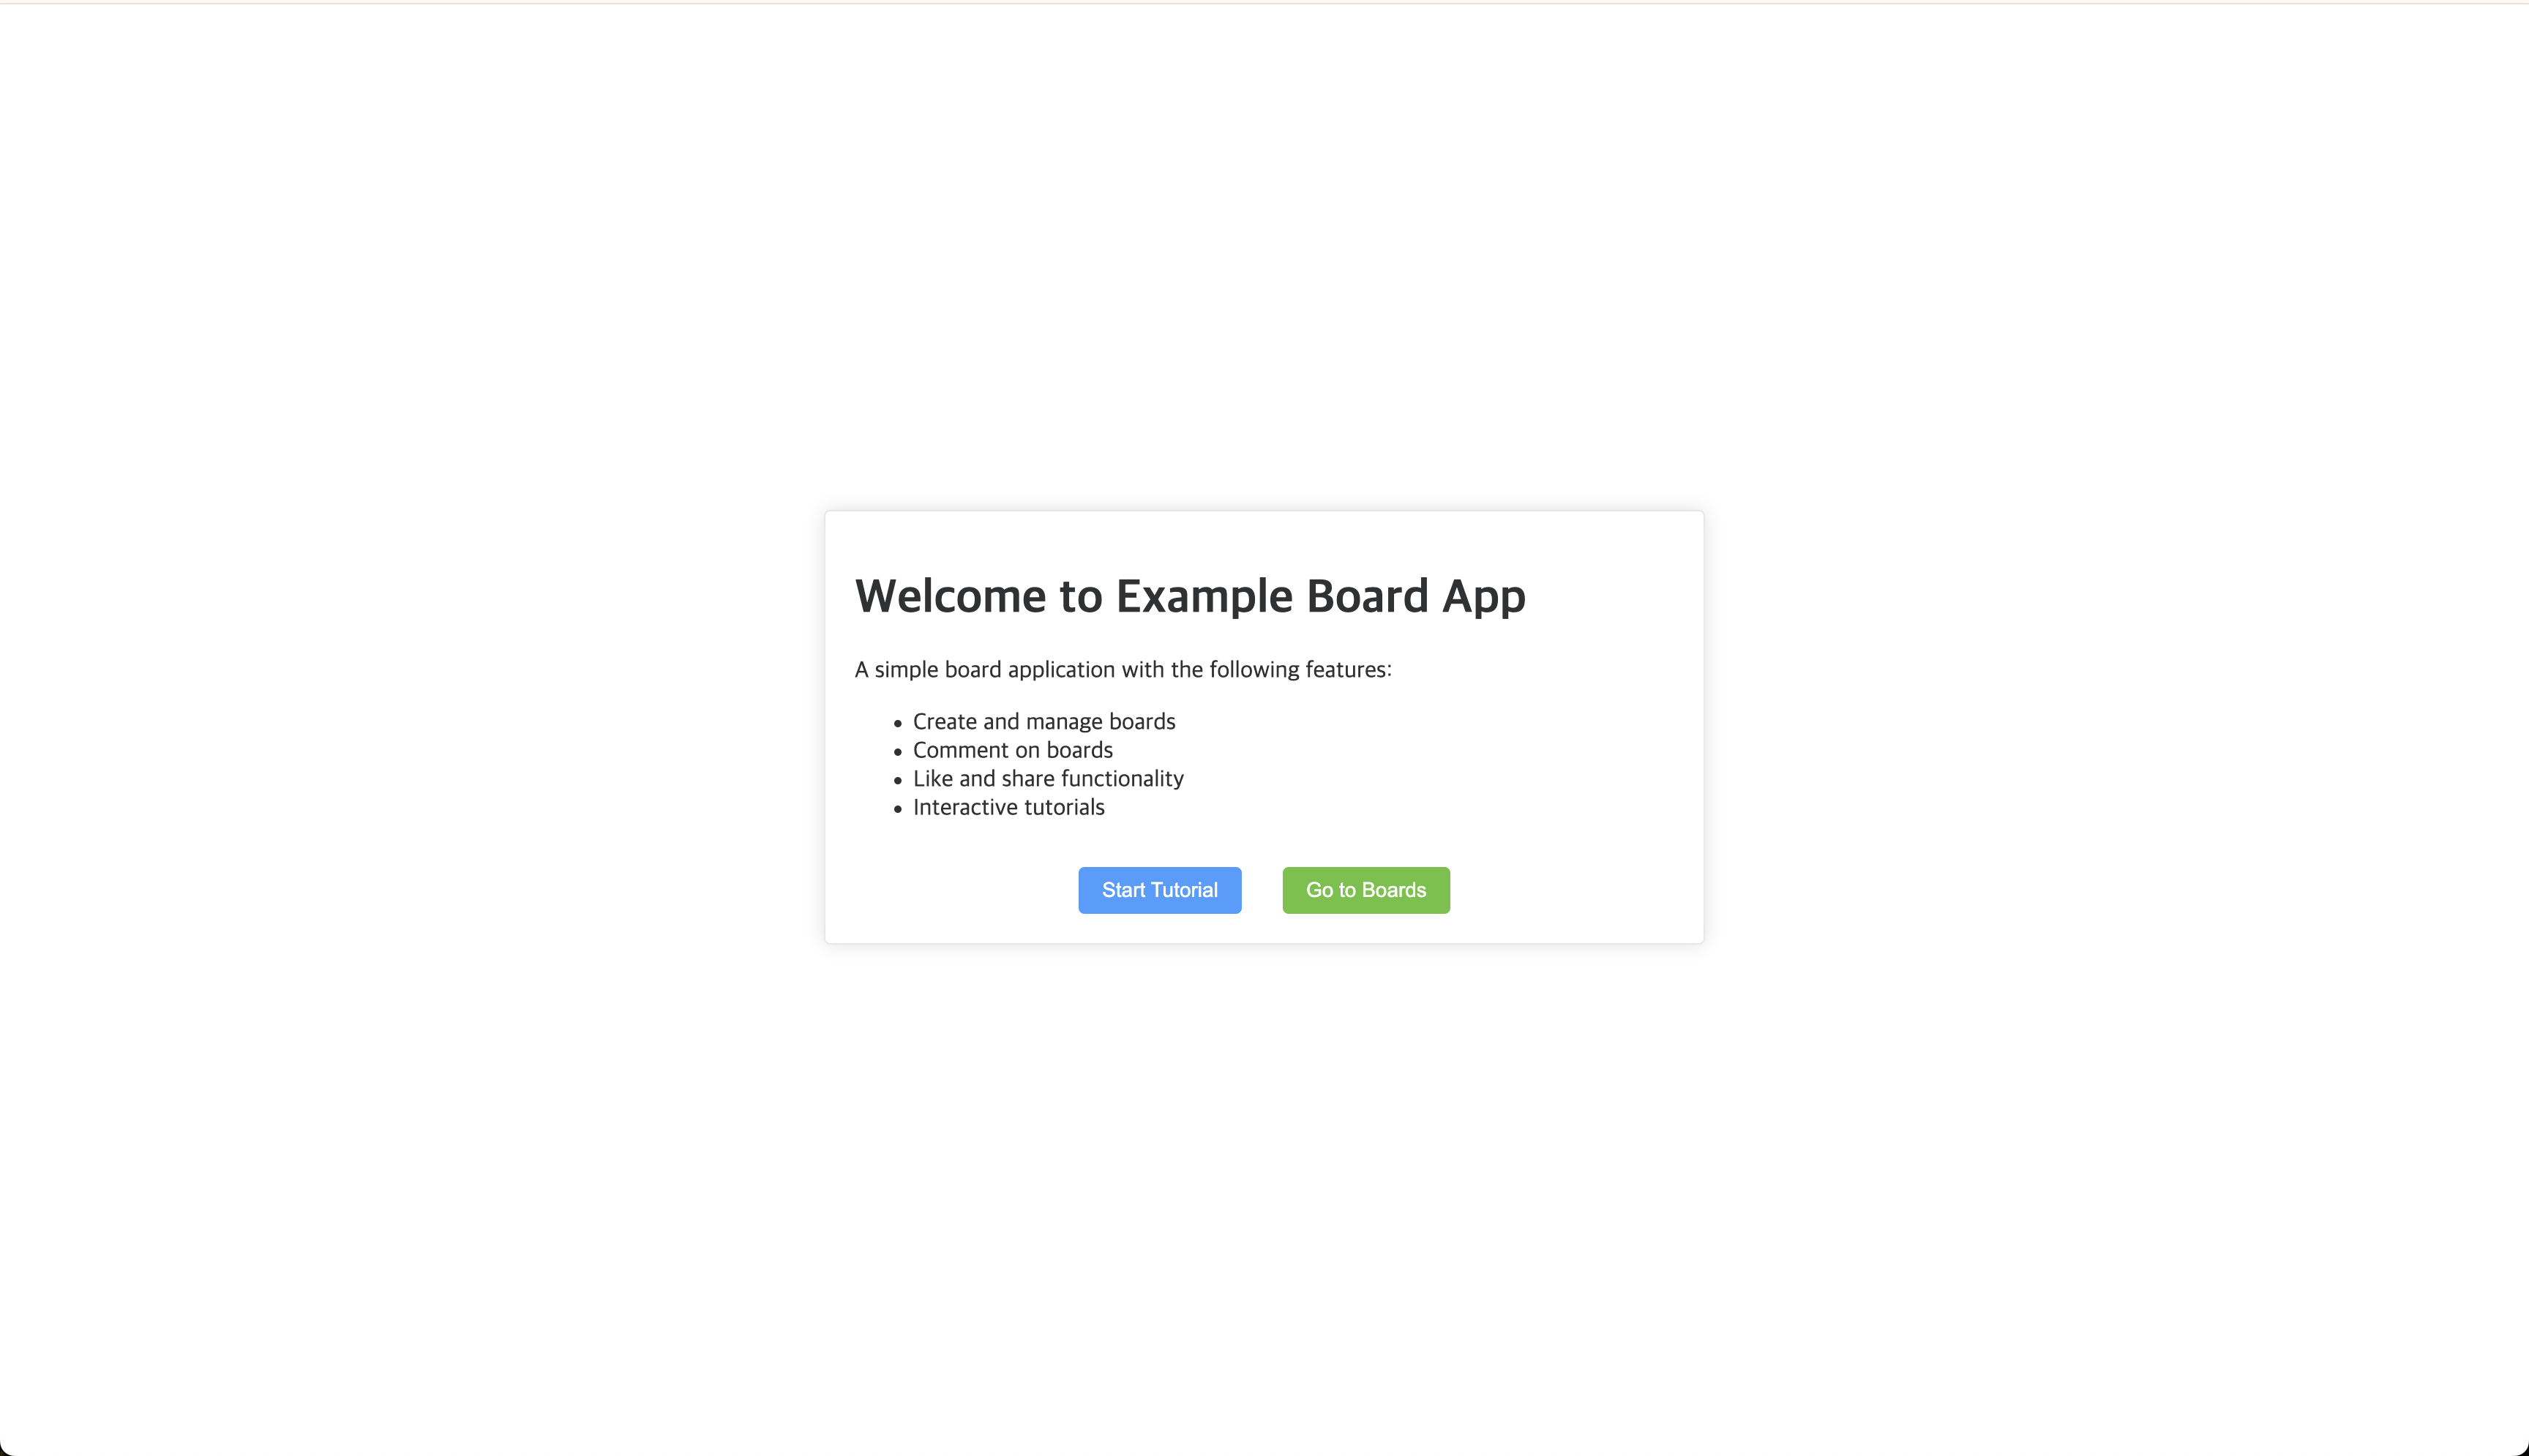 Welcome to Example Board App
A simple board application with the following features:
Create and manage boards
Comment on boards
Like and share functionality
Interactive tutorials
Start Tutorial
Go to Boards